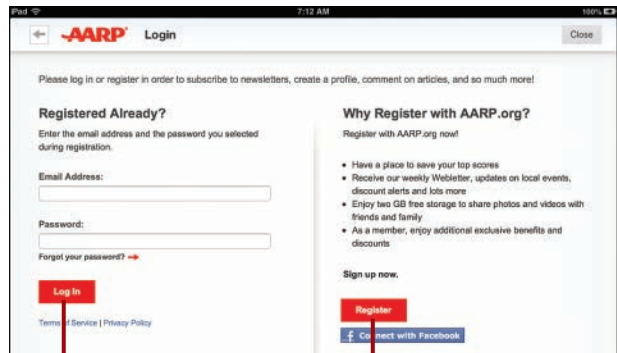 iPad 7:12 AM 100%
AARP Login Close
Please log in or register in order to subscribe to newsletters, create a profile, comment on articles, and so much more!
Registered Already?
Enter the email address and the password you selected
during registration.
Email Address:
Password:
Forgot your password?
Log In
Terms of Service | Privacy Policy
Why Register with AARP.org?
Register with AARP.org now!
• Have a place to save your top scores
• Receive our weekly Webletter, updates on local events,
discount alerts and lots more
• Enjoy two GB free storage to share photos and videos with
friends and family
• As a member, enjoy additional exclusive benefits and
discounts
Sign up now.
Register
f Connect with Facebook